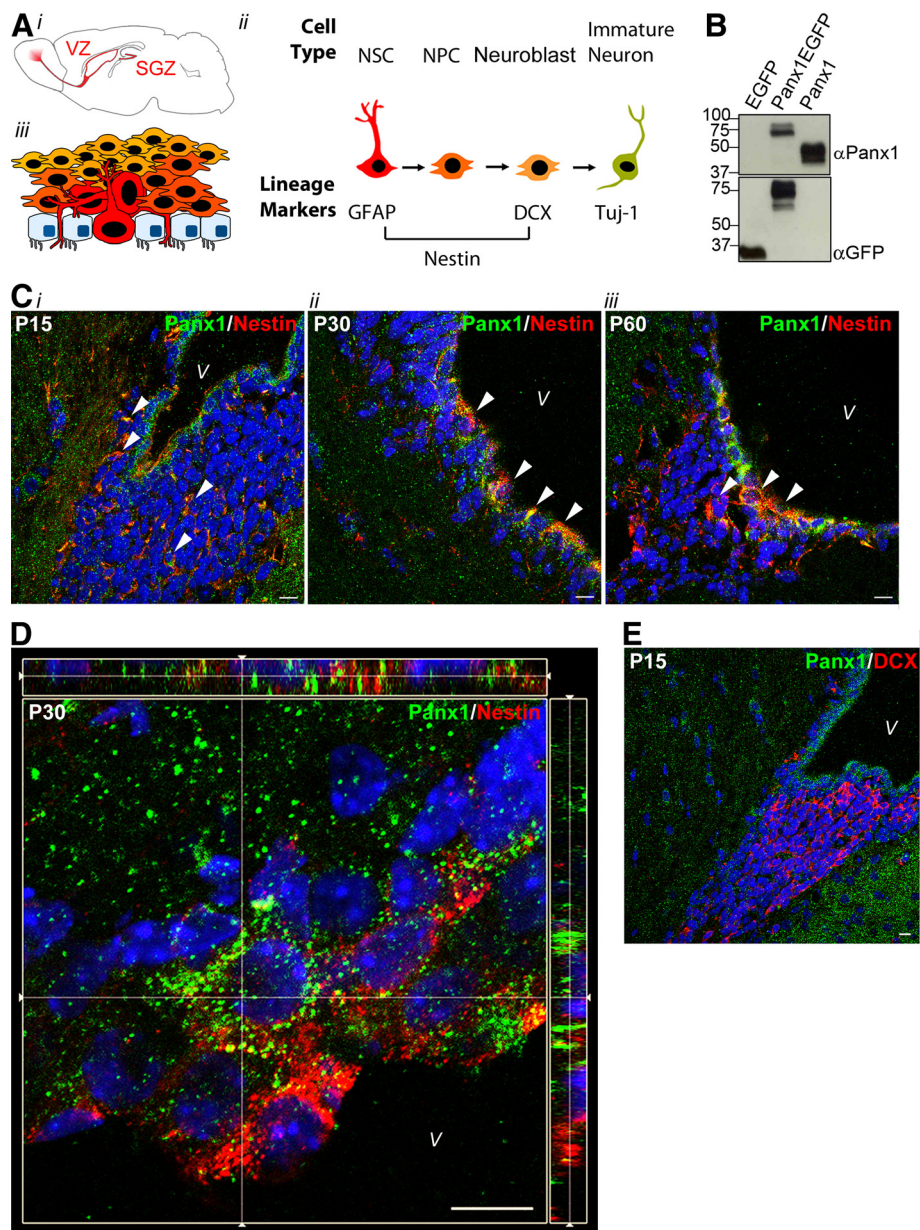 A
i
VZ
SGZ
ii
Cell Type
NSC
NPC
Neuroblast
Immature Neuron
Lineage Markers
GFAP
DCX
Tuj-1
Nestin
iii
B
EGFP
Panx1EGFP
Panx1
100
75
50
37
αPanx1
75
50
37
αGFP
C
i
P15
Panx1/Nestin
V
ii
P30
Panx1/Nestin
V
iii
P60
Panx1/Nestin
V
D
P30
Panx1/Nestin
V
E
P15
Panx1/DCX
V